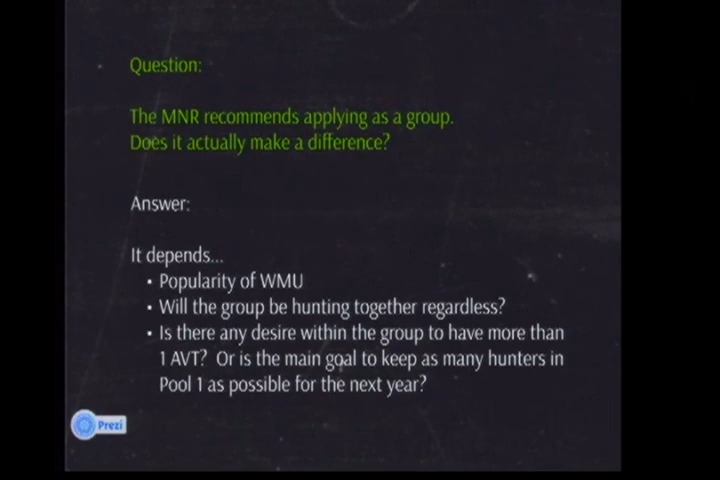 Question:
The MNR recommends applying as a group.
Does it actually make a difference?
Answer:
It depends...
• Popularity of WMU
• Will the group be hunting together regardless?
• Is there any desire within the group to have more than
1 AVT? Or is the main goal to keep as many hunters in
Pool 1 as possible for the next year?
Prezi